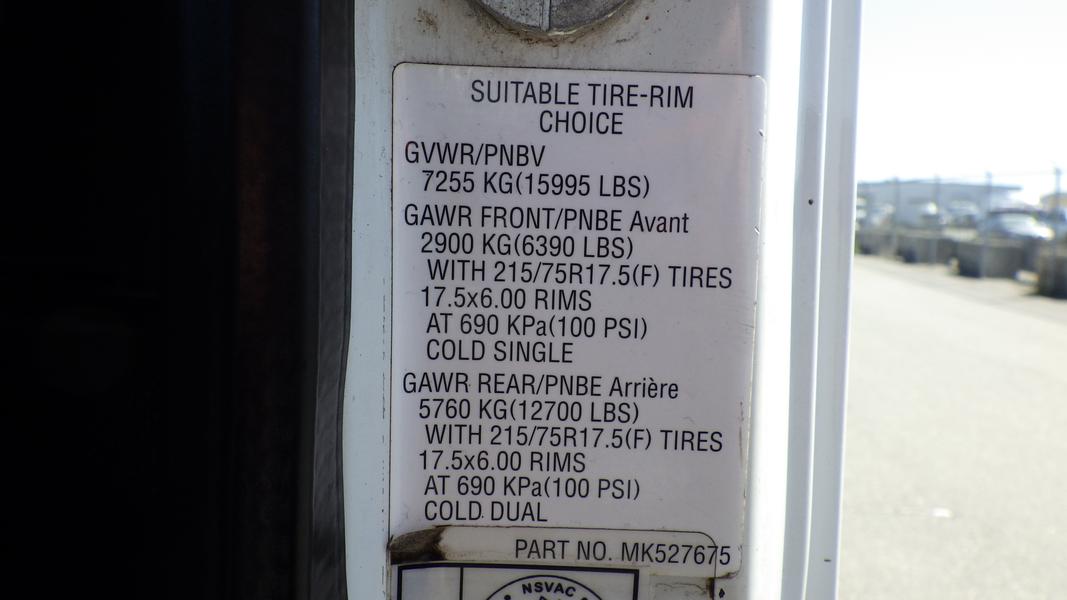 SUITABLE TIRE-RIM
CHOICE
GVWR/PNBV
7255 KG(15995 LBS)
GAWR FRONT/PNBE Avant
2900 KG(6390 LBS)
WITH 215/75R17.5(F) TIRES
17.5x6.00 RIMS
AT 690 KPa(100 PSI)
COLD SINGLE
GAWR REAR/PNBE Arrière
5760 KG(12700 LBS)
WITH 215/75R17.5(F) TIRES
17.5x6.00 RIMS
AT 690 KPa(100 PSI)
COLD DUAL
PART NO. MK527675
NSVAC